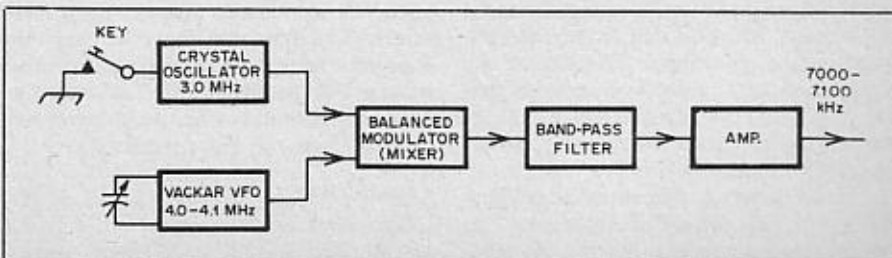 KEY
CRYSTAL
OSCILLATOR
3.0 MHz
VACKAR VFO
4.0-4.1 MHz
BALANCED
MODULATOR
(MIXER)
BAND-PASS
FILTER
AMP.
7000-
7100
kHz